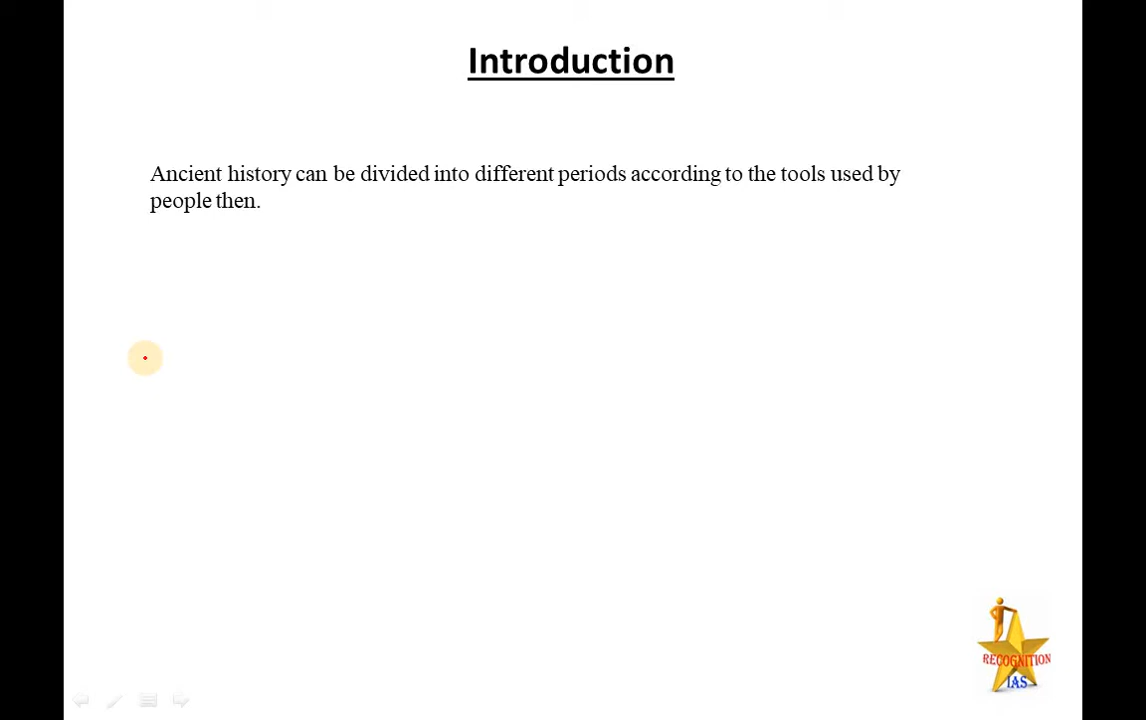 Introduction
Ancient history can be divided into different periods according to the tools used by
people then.
RECOGNITION
IAS